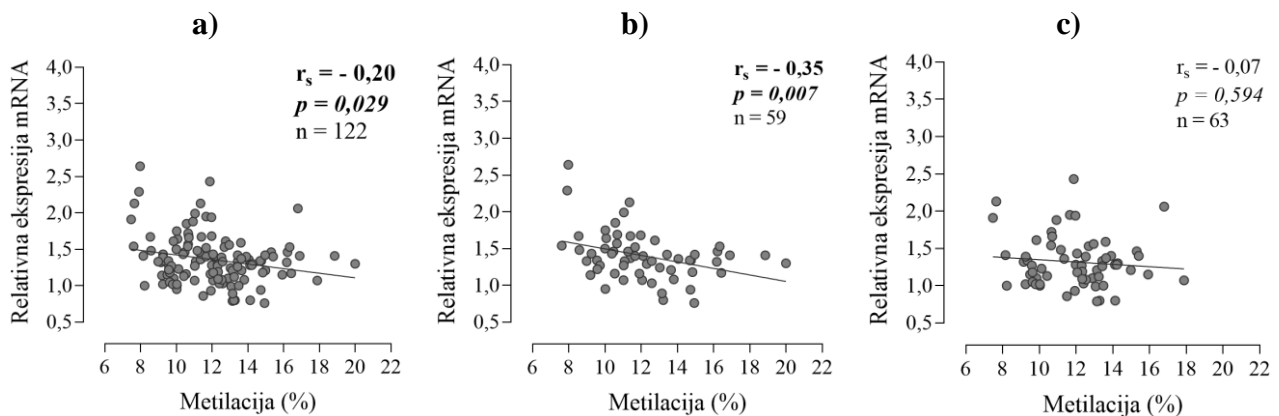 a)
Relativna ekspresija mRNA
4,0
3,5
3,0
2,5
2,0
1,5
1,0
0,5
r_s = - 0,20
p = 0,029
n = 122
6 8 10 12 14 16 18 20 22
Metilacija (%)
b)
Relativna ekspresija mRNA
4,0
3,5
3,0
2,5
2,0
1,5
1,0
0,5
r_s = - 0,35
p = 0,007
n = 59
6 8 10 12 14 16 18 20 22
Metilacija (%)
c)
Relativna ekspresija mRNA
4,0
3,5
3,0
2,5
2,0
1,5
1,0
0,5
r_s = - 0,07
p = 0,594
n = 63
6 8 10 12 14 16 18 20 22
Metilacija (%)